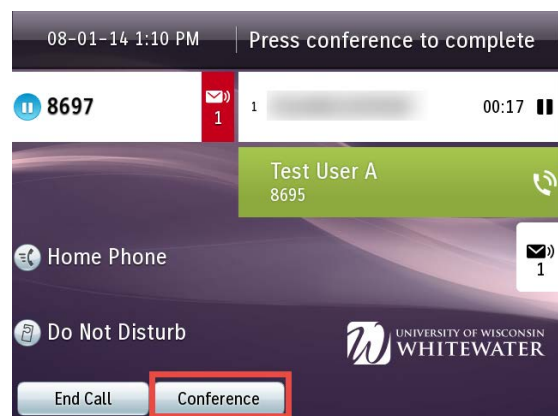 08-01-14 1:10 PM
Press conference to complete
8697
1
1
00:17
Test User A
8695
Home Phone
1
Do Not Disturb
UNIVERSITY OF WISCONSIN
WHITEWATER
End Call
Conference